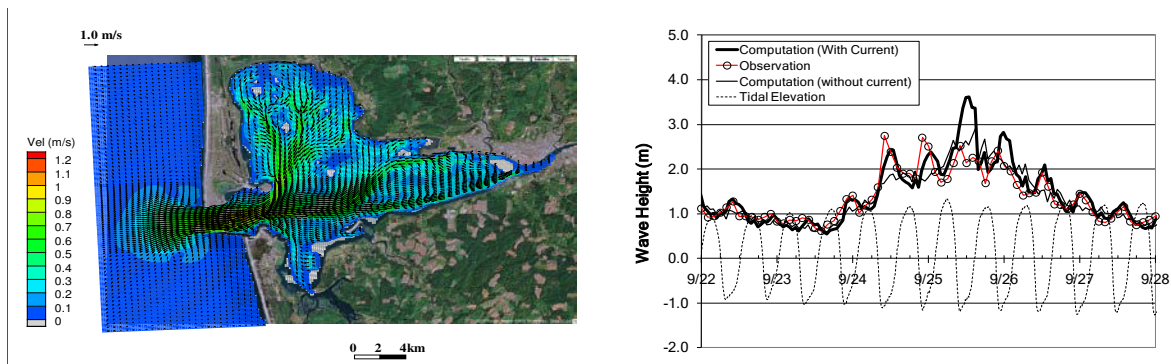 1.0 m/s
Vel (m/s)
1.2
1.1
1
0.9
0.8
0.7
0.6
0.5
0.4
0.3
0.2
0.1
0
0 2 4km
5.0
4.0
3.0
2.0
1.0
0.0
-1.0
-2.0
Wave Height (m)
Computation (With Current)
Observation
Computation (without current)
Tidal Elevation
9/22 9/23 9/24 9/25 9/26 9/27 9/28